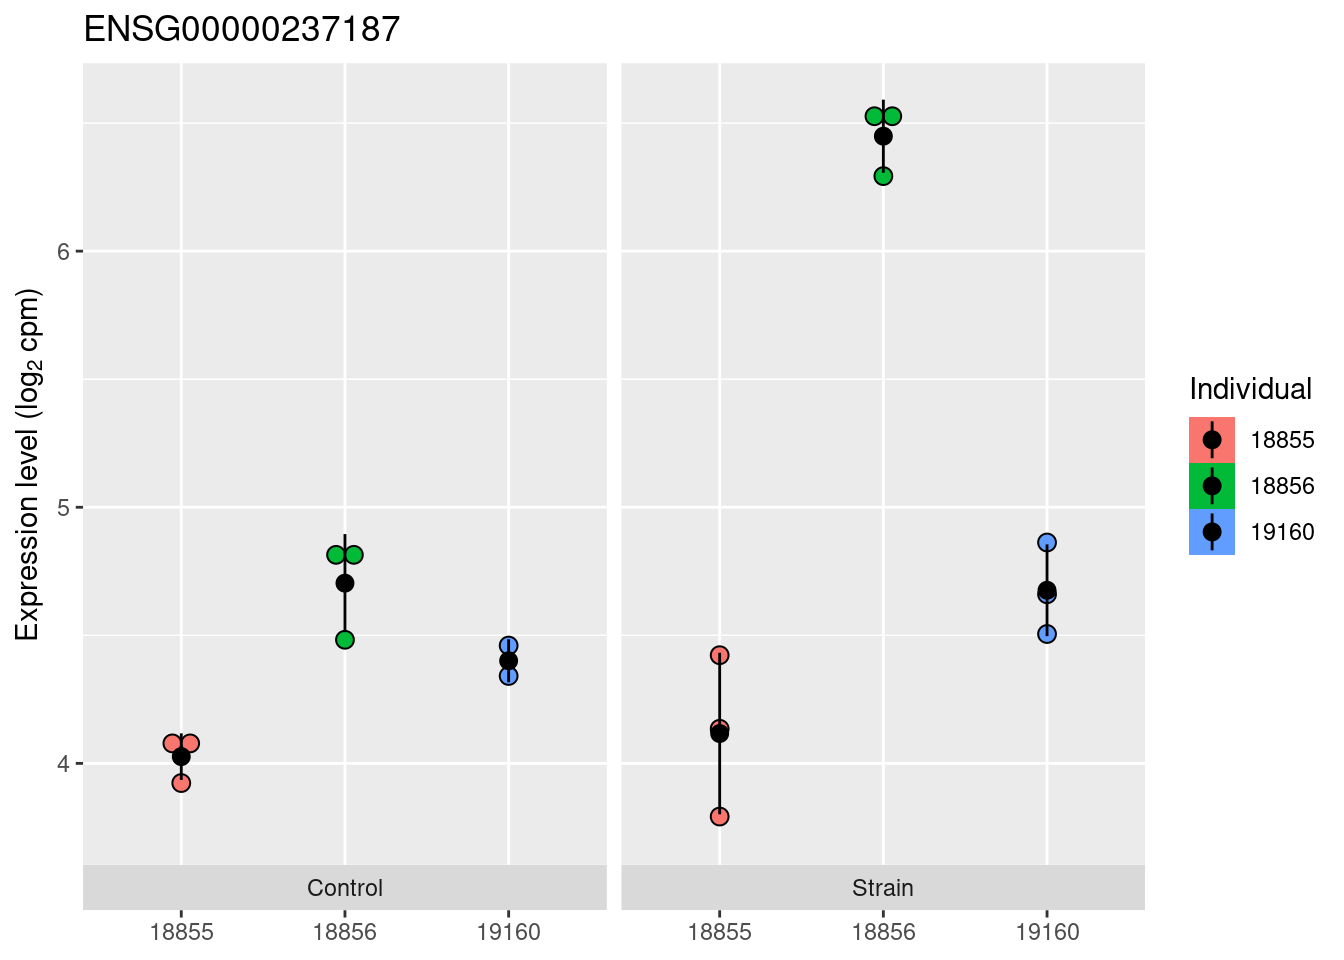 ENSG00000237187
Expression level (log₂ cpm)
6
5
4
Control
Strain
18855 18856 19160
18855 18856 19160
Individual
18855
18856
19160